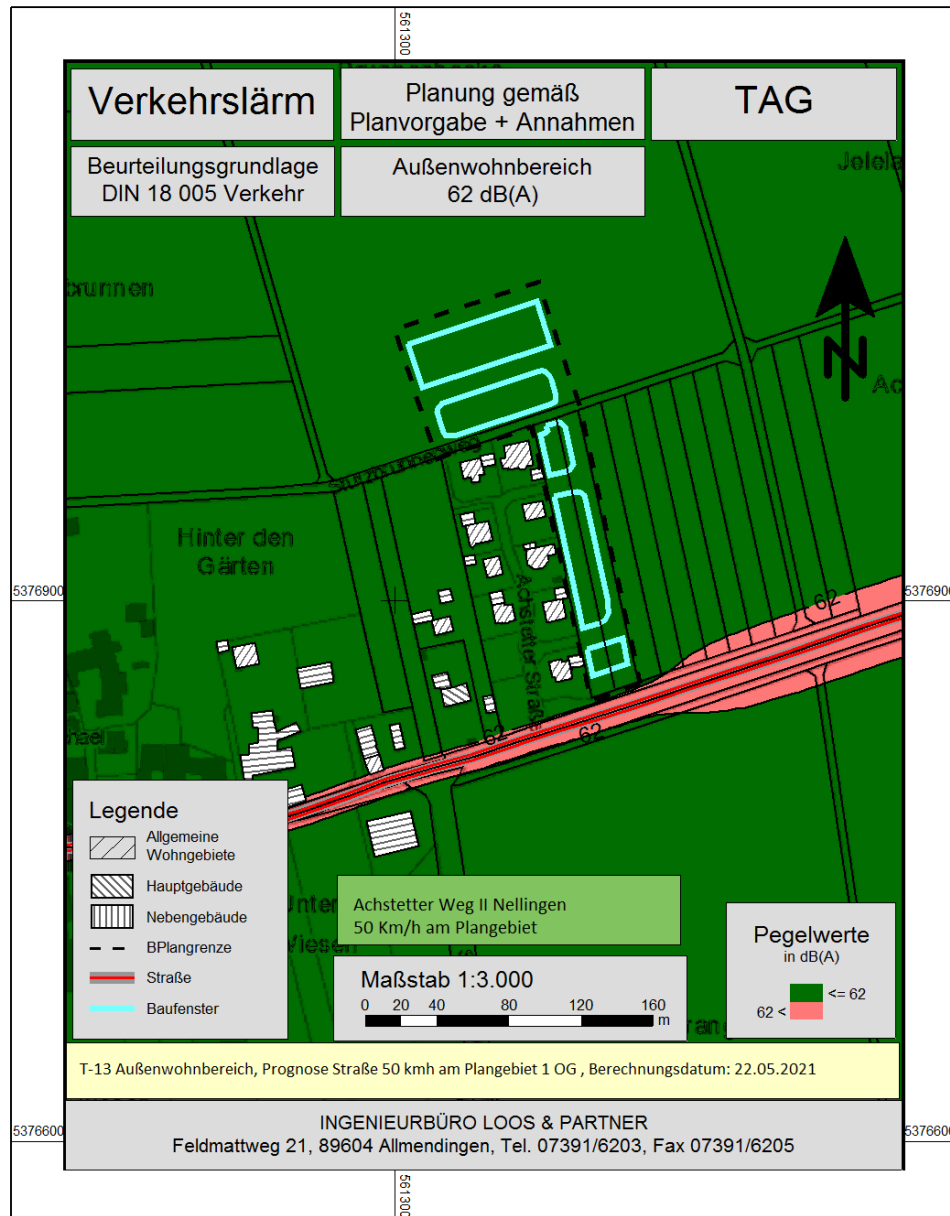 561300
Verkehrslärm
Planung gemäß
Planvorgabe + Annahmen
TAG
Beurteilungsgrundlage
DIN 18 005 Verkehr
Außenwohnbereich
62 dB(A)
brunnen
N
Hinter den
Gärten
Achstetter Straße
5376900
5376900
62
62
62
Legende
Allgemeine
Wohngebiete
Hauptgebäude
Nebengebäude
BPlangrenze
Straße
Baufenster
Unter
Wiesen
Achstetter Weg II Nellingen
50 Km/h am Plangebiet
Maßstab 1:3.000
0 20 40 80 120 160
m
Pegelwerte
in dB(A)
<= 62
62 <
T-13 Außenwohnbereich, Prognose Straße 50 kmh am Plangebiet 1 OG , Berechnungsdatum: 22.05.2021
INGENIEURBÜRO LOOS & PARTNER
Feldmattweg 21, 89604 Allmendingen, Tel. 07391/6203, Fax 07391/6205
5376600
5376600
561300